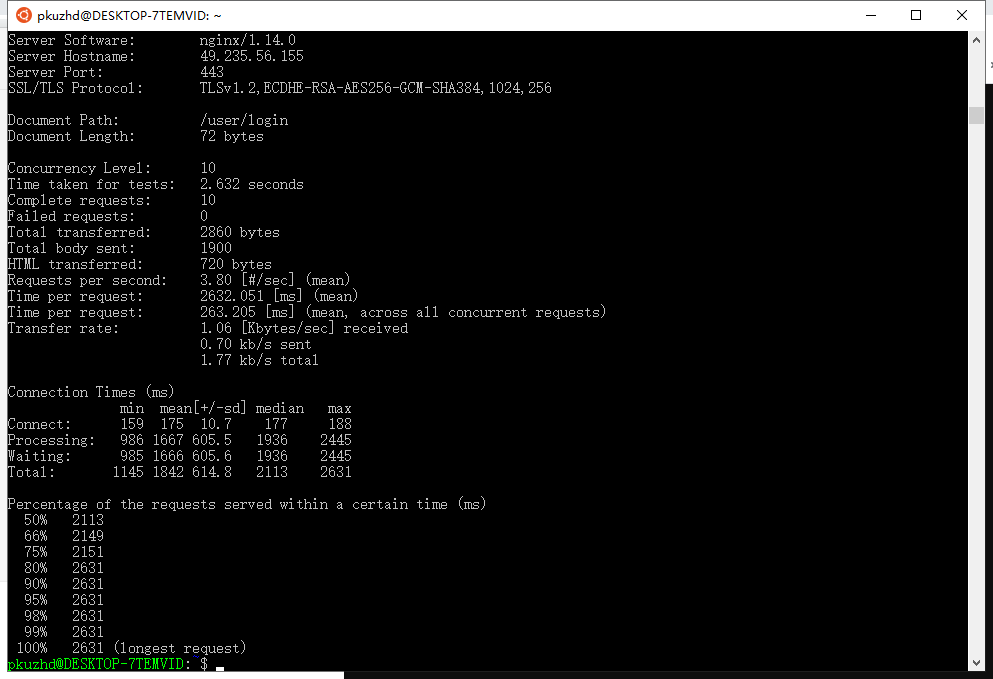 pkuzhd@DESKTOP-7TEMVID: ~
Server Software:        nginx/1.14.0
Server Hostname:        49.235.56.155
Server Port:            443
SSL/TLS Protocol:       TLSv1.2,ECDHE-RSA-AES256-GCM-SHA384,1024,256
Document Path:          /user/login
Document Length:        72 bytes
Concurrency Level:      10
Time taken for tests:   2.632 seconds
Complete requests:      10
Failed requests:        0
Total transferred:      2860 bytes
Total body sent:        1900
HTML transferred:       720 bytes
Requests per second:    3.80 [#/sec] (mean)
Time per request:       2632.051 [ms] (mean)
Time per request:       263.205 [ms] (mean, across all concurrent requests)
Transfer rate:          1.06 [Kbytes/sec] received
                        0.70 kb/s sent
                        1.77 kb/s total
Connection Times (ms)
              min  mean[+/-sd] median   max
Connect:      159  175  10.7    177     188
Processing:   986 1667 605.5   1936    2445
Waiting:      985 1666 605.6   1936    2445
Total:       1145 1842 614.8   2113    2631
Percentage of the requests served within a certain time (ms)
  50%   2113
  66%   2149
  75%   2151
  80%   2631
  90%   2631
  95%   2631
  98%   2631
  99%   2631
 100%   2631 (longest request)
pkuzhd@DESKTOP-7TEMVID:~$